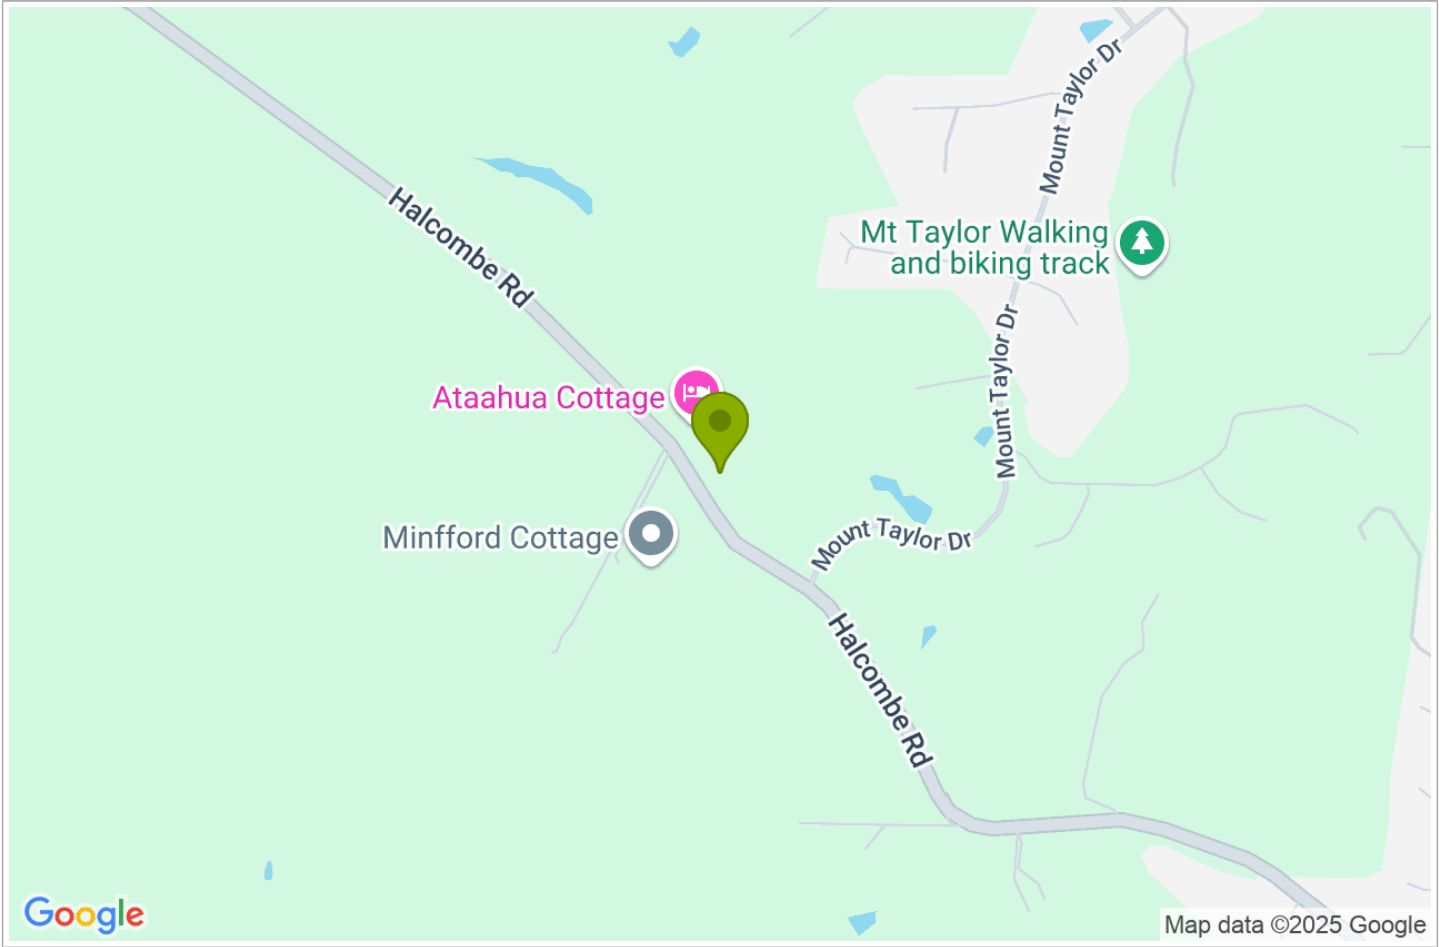 Mount Taylor Dr
Halcombe Rd
Mt Taylor Walking
and biking track
Mount Taylor Dr
Ataahua Cottage
Minfford Cottage
Mount Taylor Dr
Halcombe Rd
Google
Map data ©2025 Google